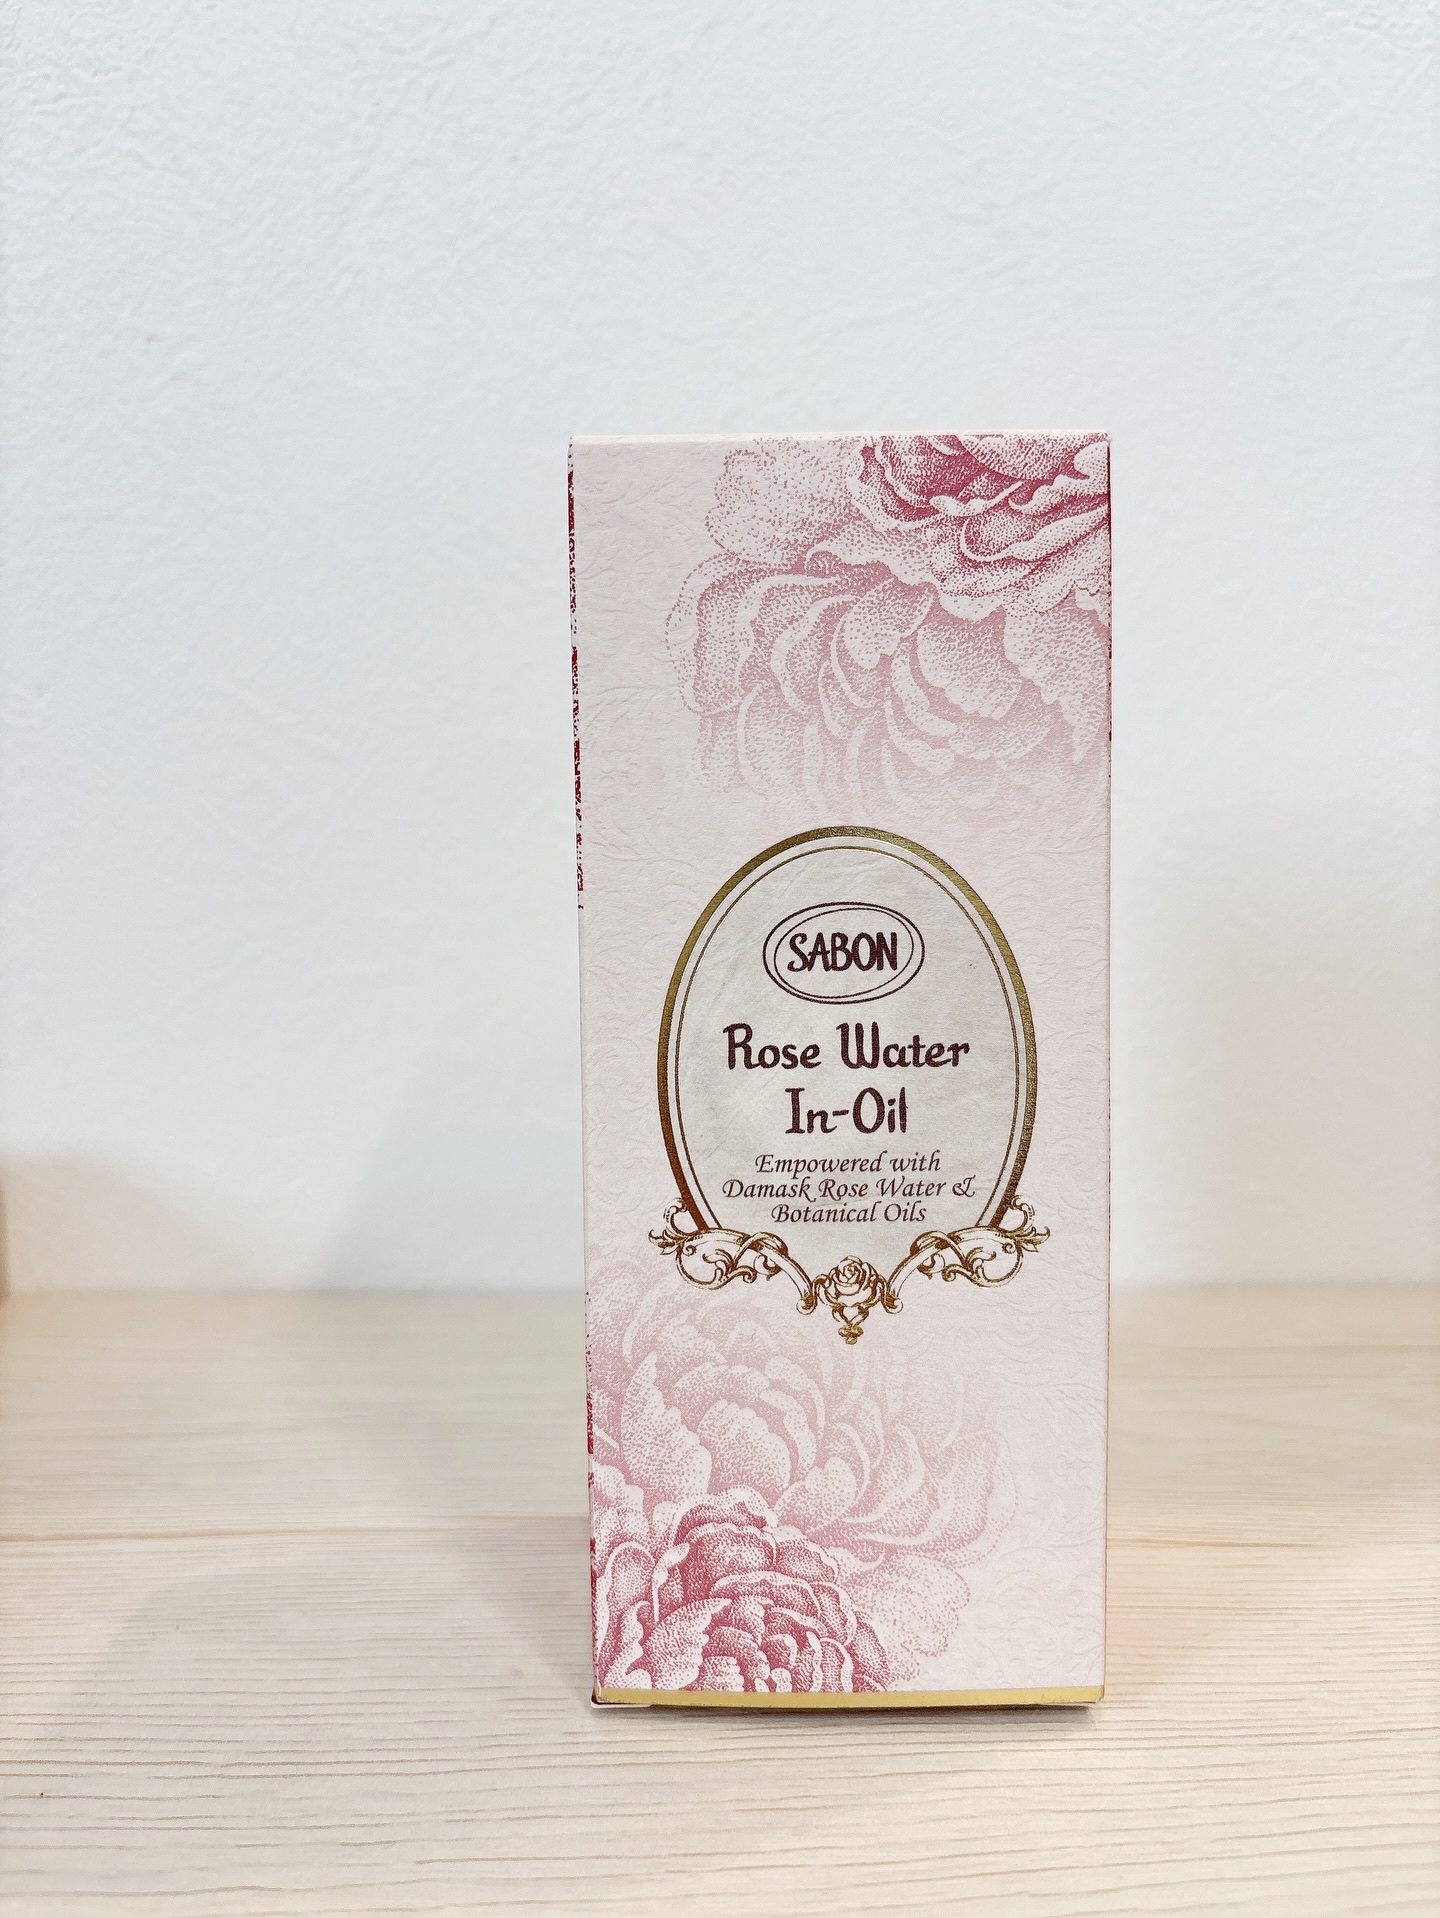 SABON
Rose Water
In-Oil
Empowered with
Damask Rose Water &
Botanical Oils